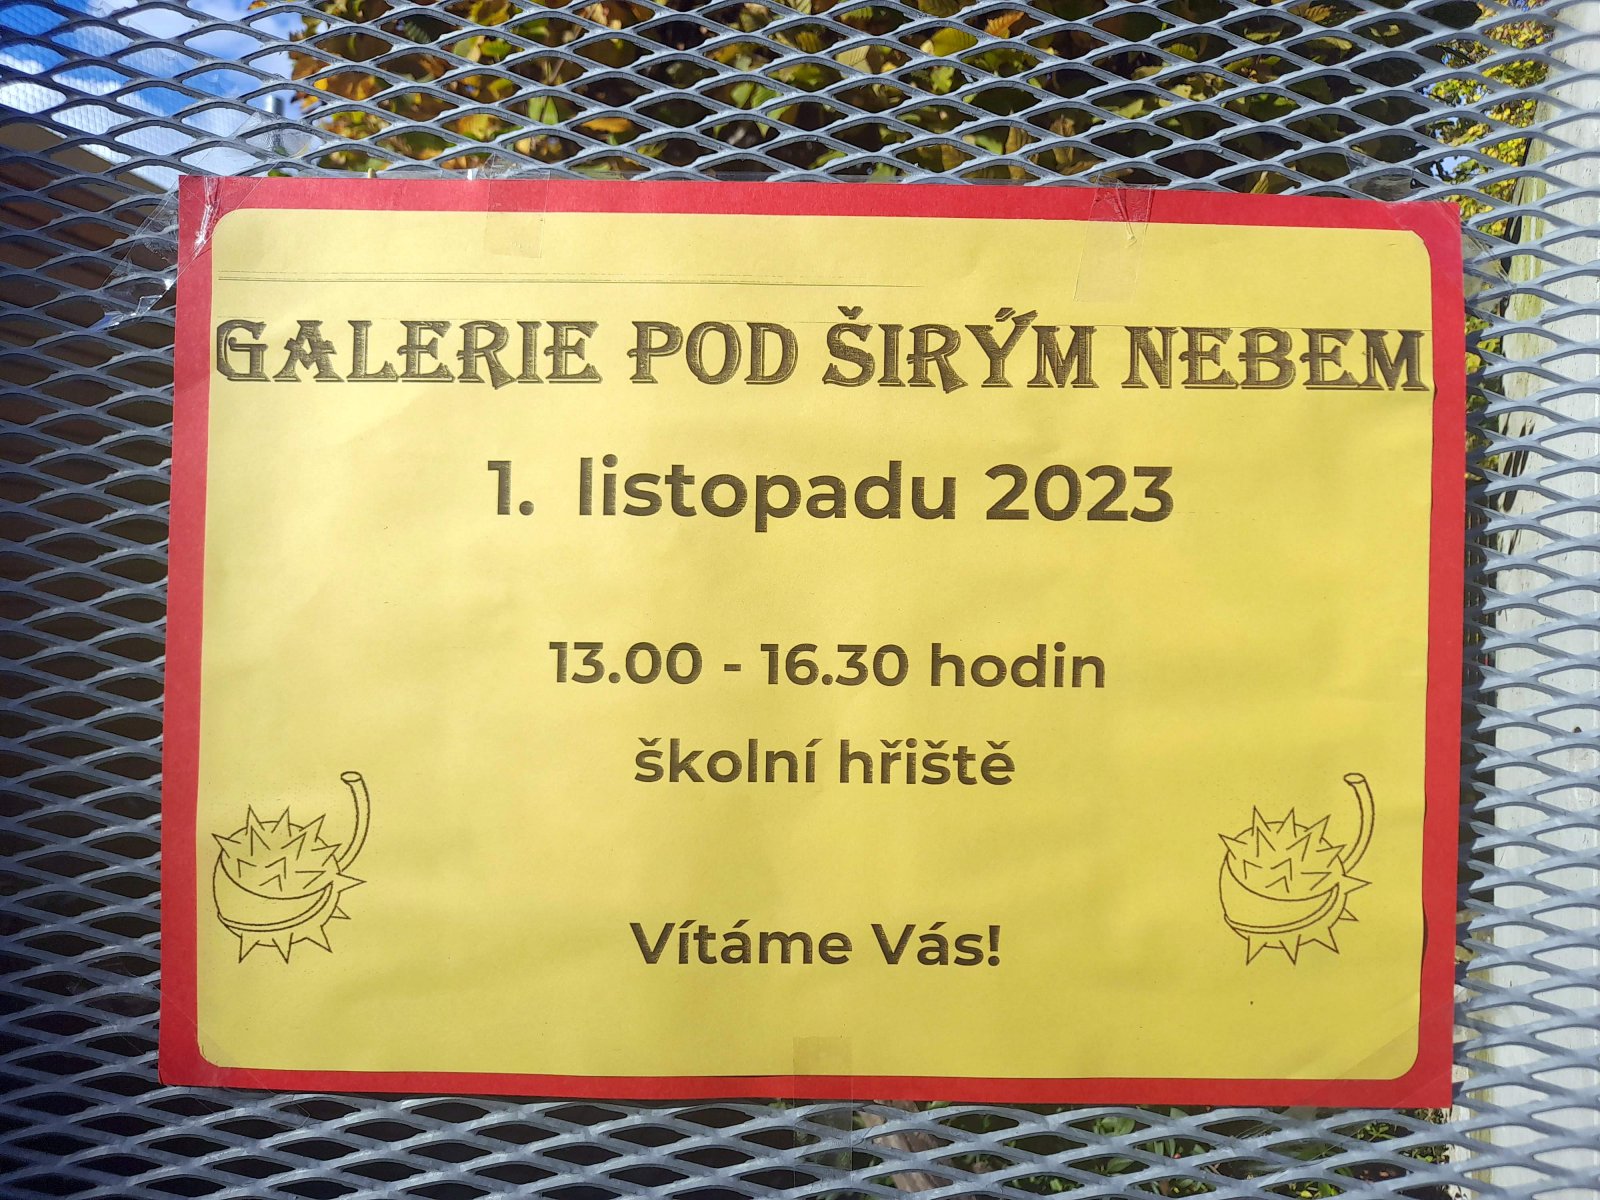 GALERIE POD ŠIRÝM NEBEM
1. listopadu 2023
13.00 - 16.30 hodin
školní hřiště
Vítáme Vás!